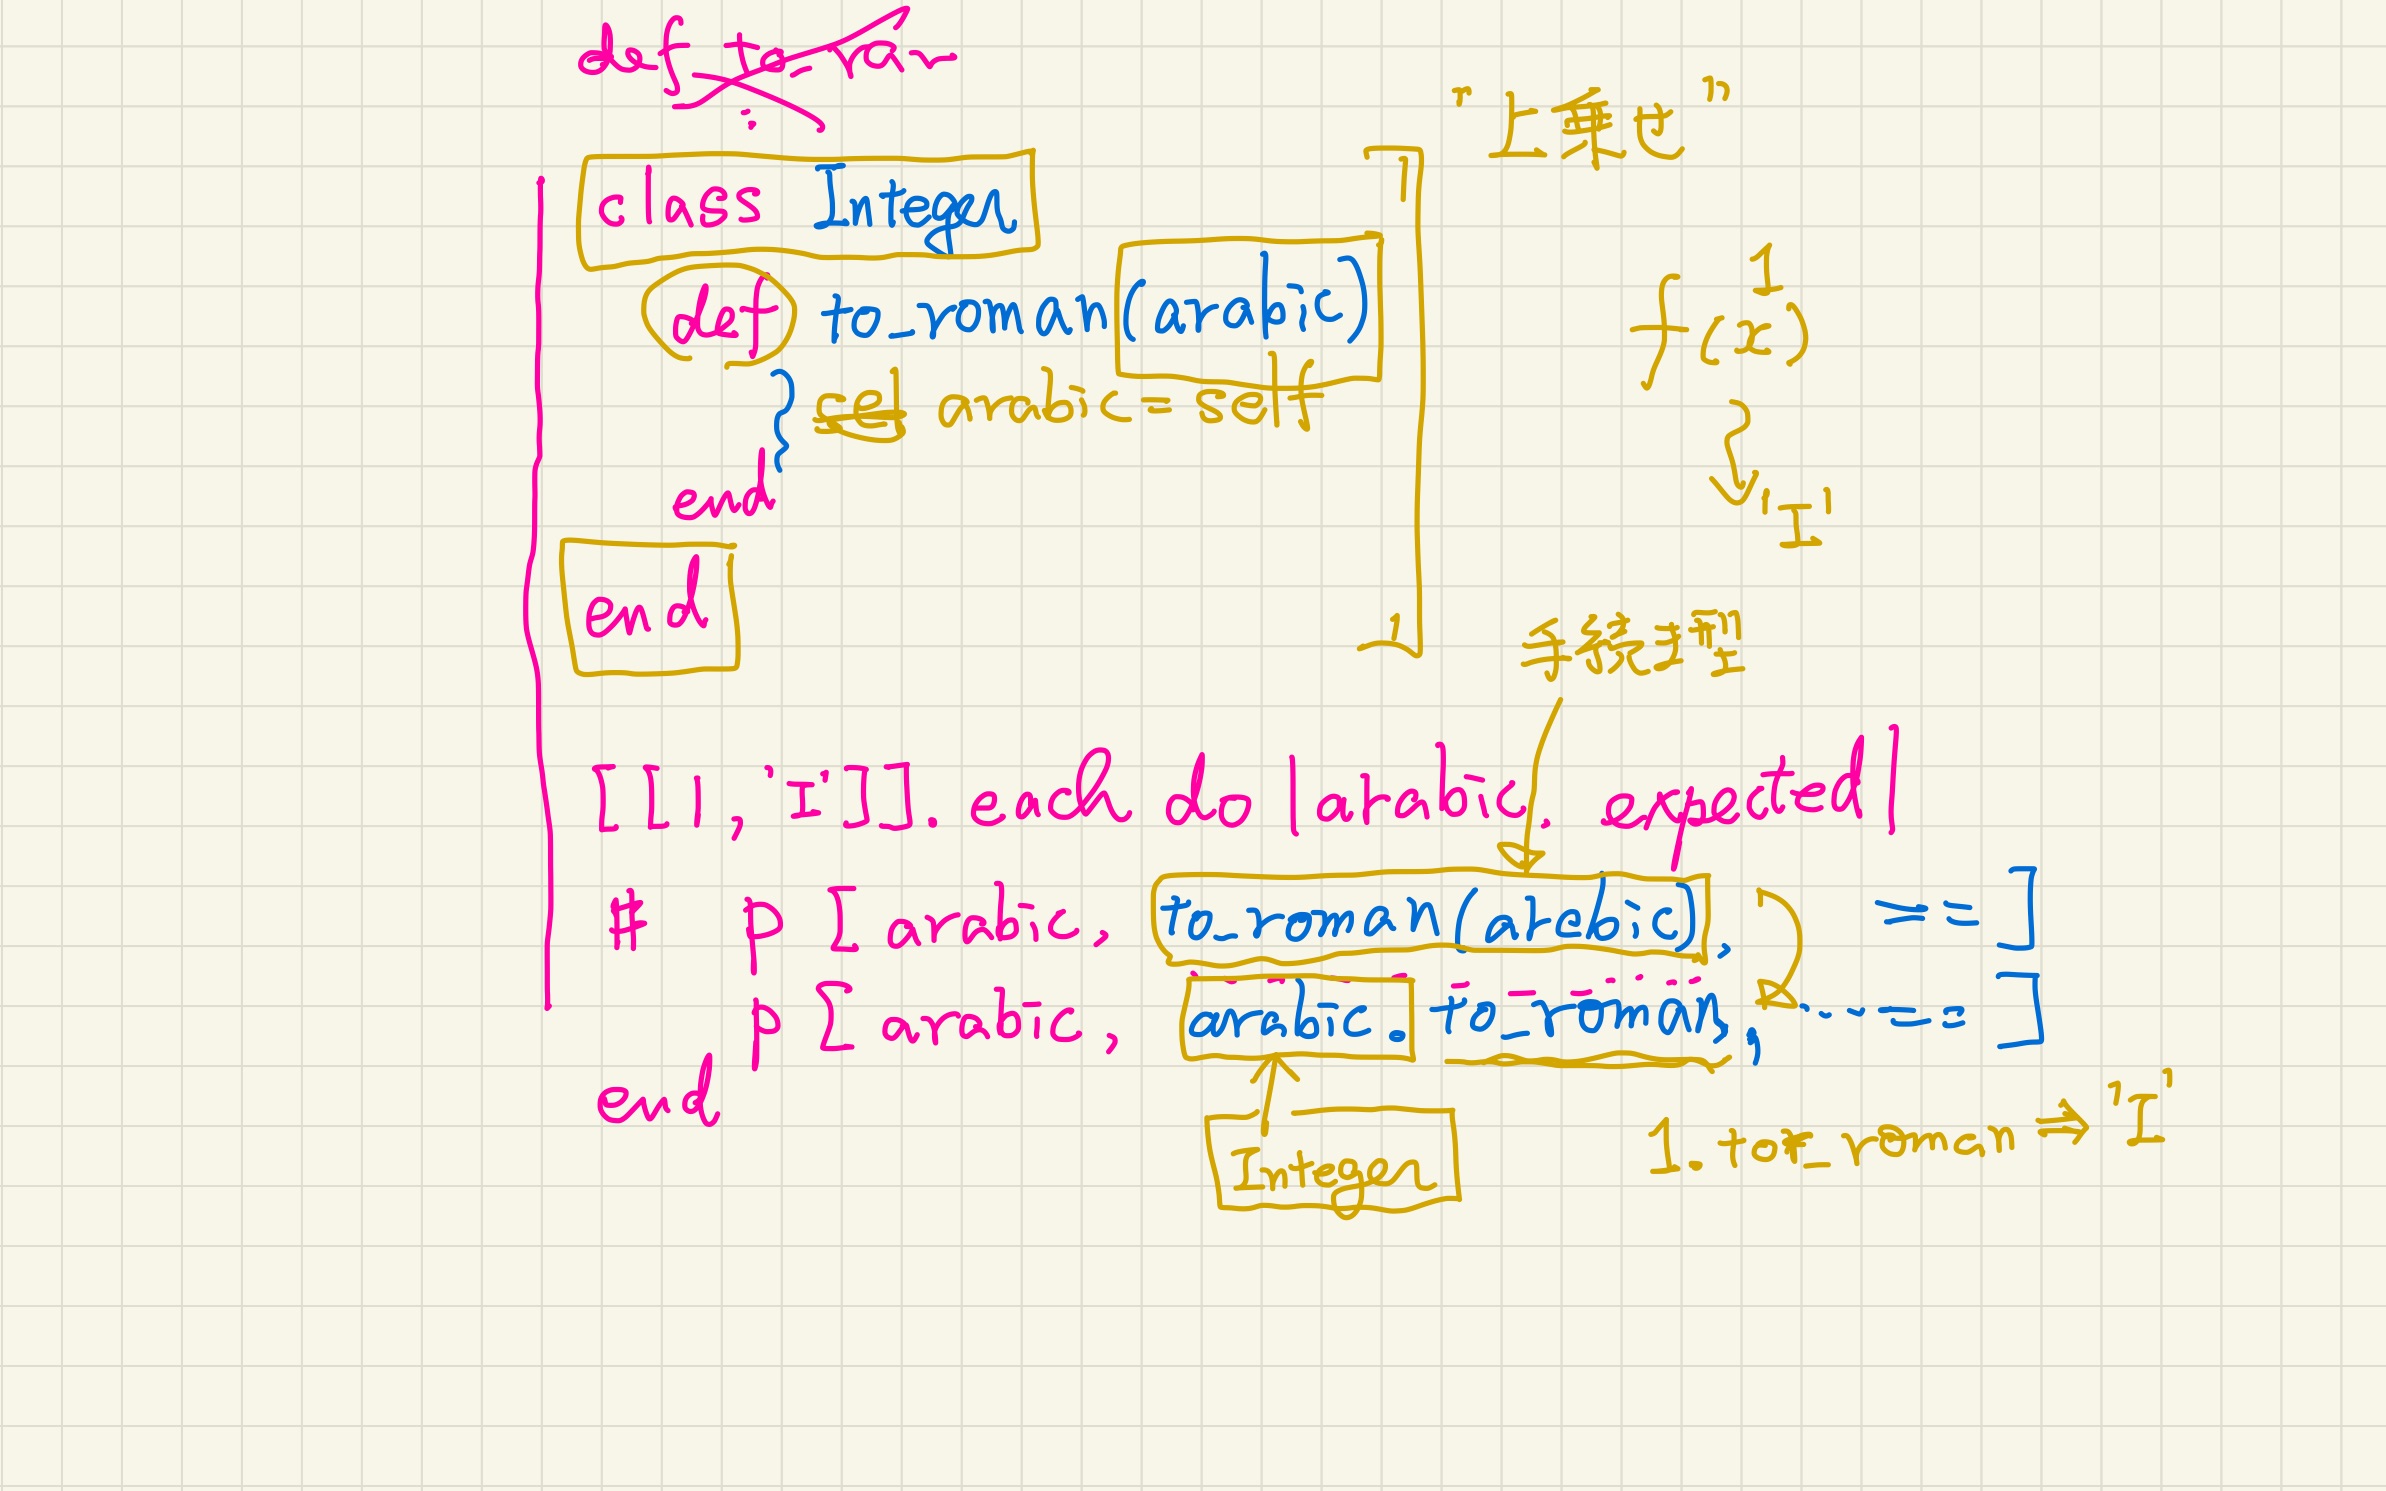 def to_ran
:
"上乗せ"
class Integer
def to_roman(arabic)
arabic = self
end
end
f(x)
1
'I'
手続き型
[[1, 'I']].each do |arabic, expected|
# p [arabic, to_roman(arabic), == ]
p [arabic, arabic.to_roman, == ]
end
Integer
1.to_roman ⇒ 'I'